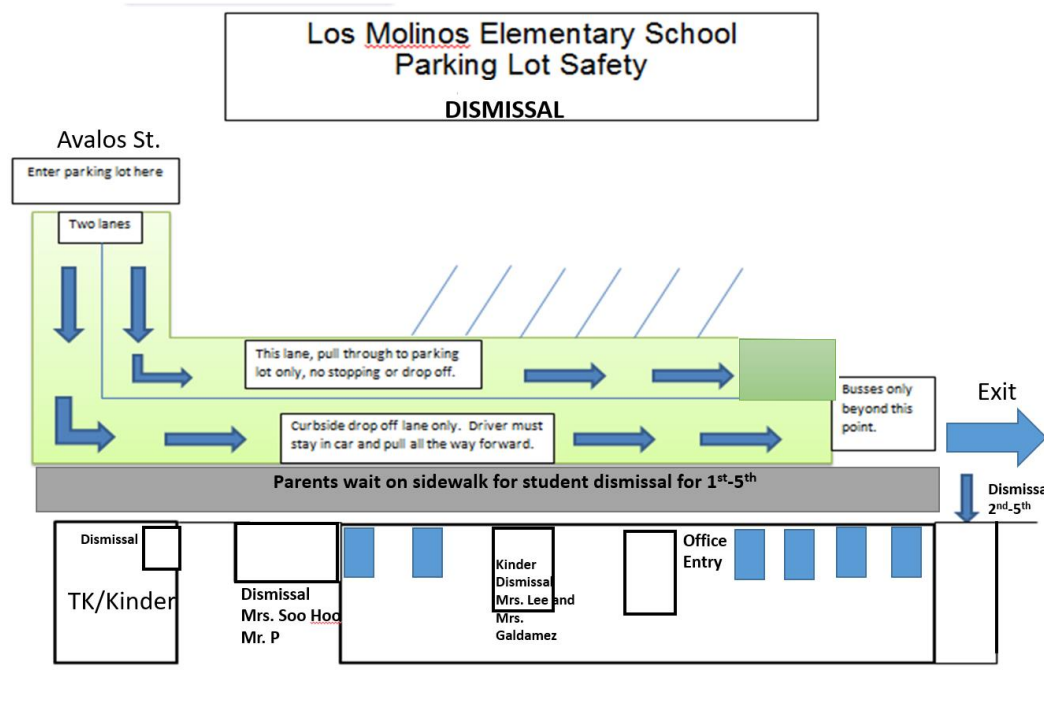 Los Molinos Elementary School
Parking Lot Safety
DISMISSAL
Avalos St.
Enter parking lot here
Two lanes
This lane, pull through to parking
lot only, no stopping or drop off.
Busses only
beyond this
point.
Exit
Curbside drop off lane only. Driver must
stay in car and pull all the way forward.
Parents wait on sidewalk for student dismissal for 1st-5th
Dismissa
2nd-5th
Dismissal
TK/Kinder
Dismissal
Mrs. Soo Hoo
Mr. P
Kinder
Dismissal
Mrs. Lee and
Mrs.
Galdamez
Office
Entry